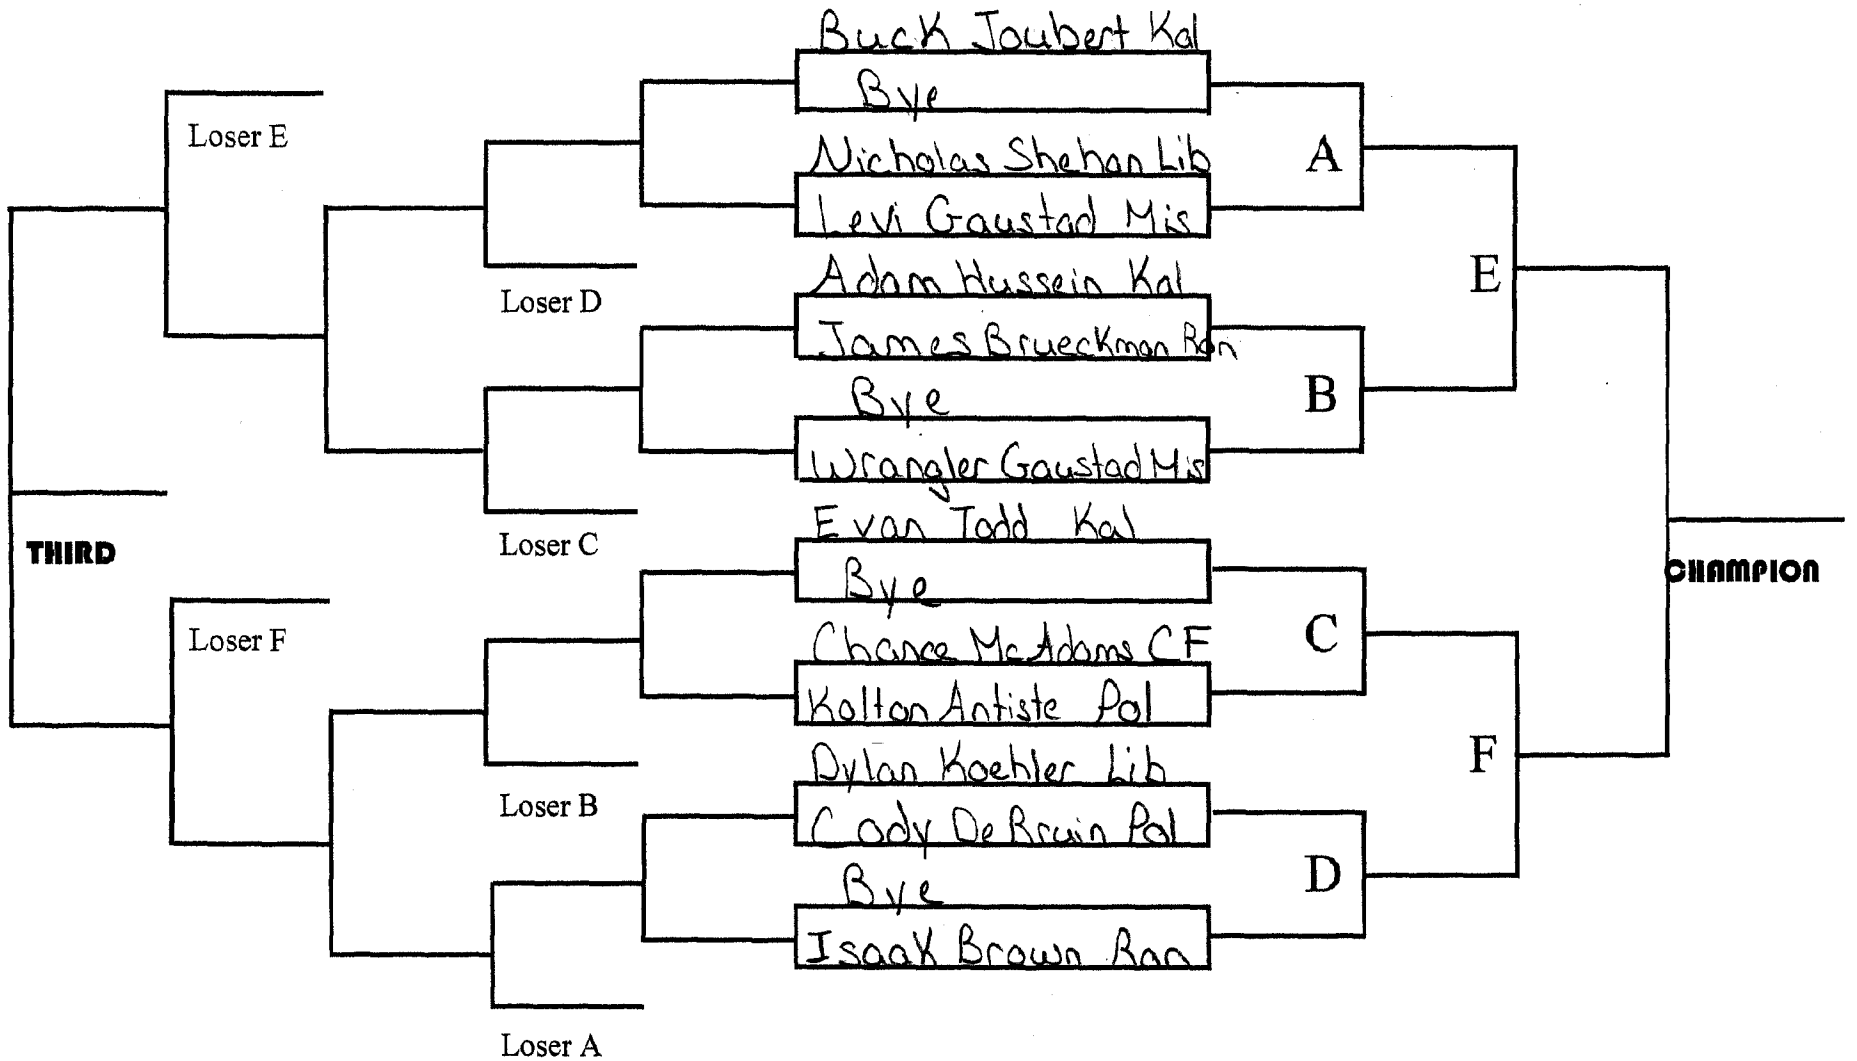 Buck Joubert Kal
Bye
Loser E
Nicholas Shehan Lib
A
Levi Gaustad Mis
Adam Hussein Kal
E
Loser D
James Brueckman Ron
Bye
B
Wrangler Gaustad Mis
Evan Todd Kal
Loser C
THIRD
Bye
CHAMPION
Loser F
Chance McAdams CF
C
Kolton Antiste Pol
Dylan Koehler Lib
F
Loser B
Cody DeBruin Pol
Bye
D
Isaak Brown Ron
Loser A